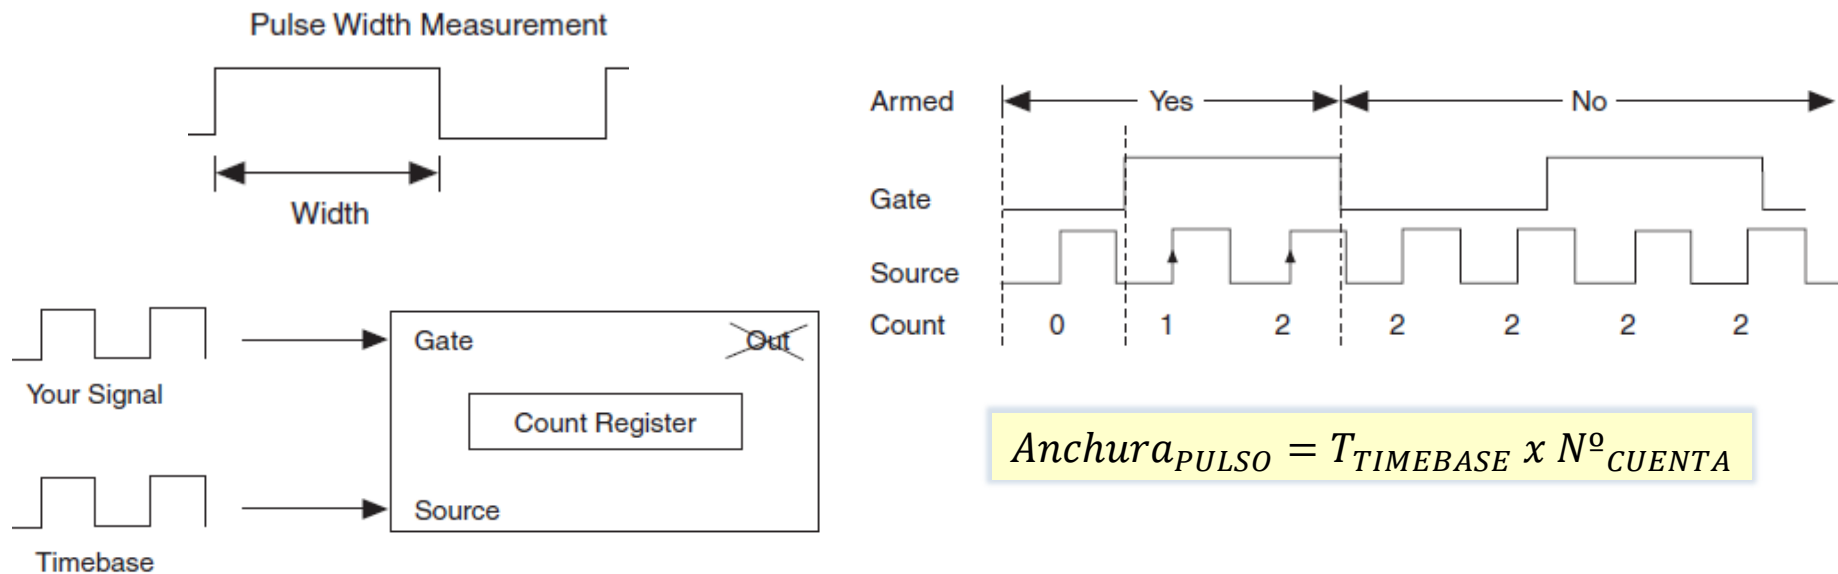 Pulse Width Measurement
Width
Your Signal
Timebase
Gate
Out
Count Register
Source
Armed Yes No
Gate
Source
Count 0 1 2 2 2 2 2
Anchura_PULSO = T_TIMEBASE x Nº_CUENTA